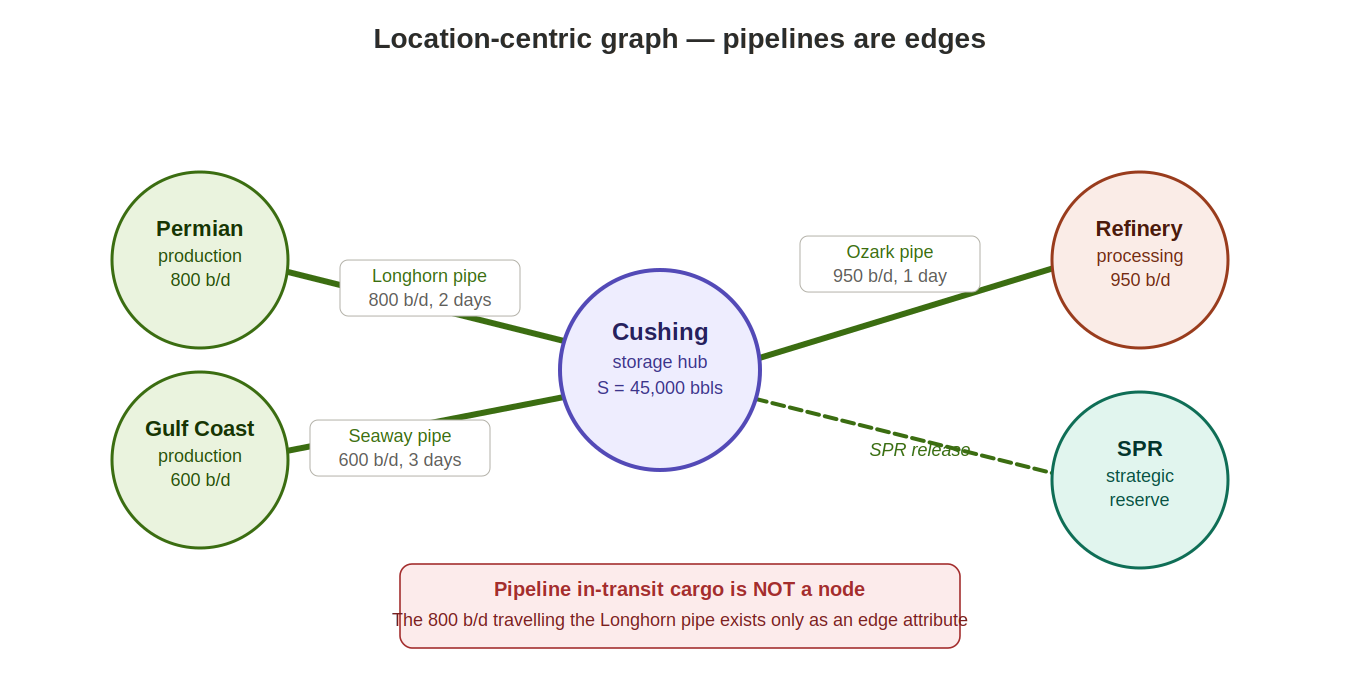 Location-centric graph — pipelines are edges
Permian
production
800 b/d
Longhorn pipe
800 b/d, 2 days
Gulf Coast
production
600 b/d
Seaway pipe
600 b/d, 3 days
Cushing
storage hub
S = 45,000 bbls
Ozark pipe
950 b/d, 1 day
Refinery
processing
950 b/d
SPR release
SPR
strategic
reserve
Pipeline in-transit cargo is NOT a node
The 800 b/d travelling the Longhorn pipe exists only as an edge attribute